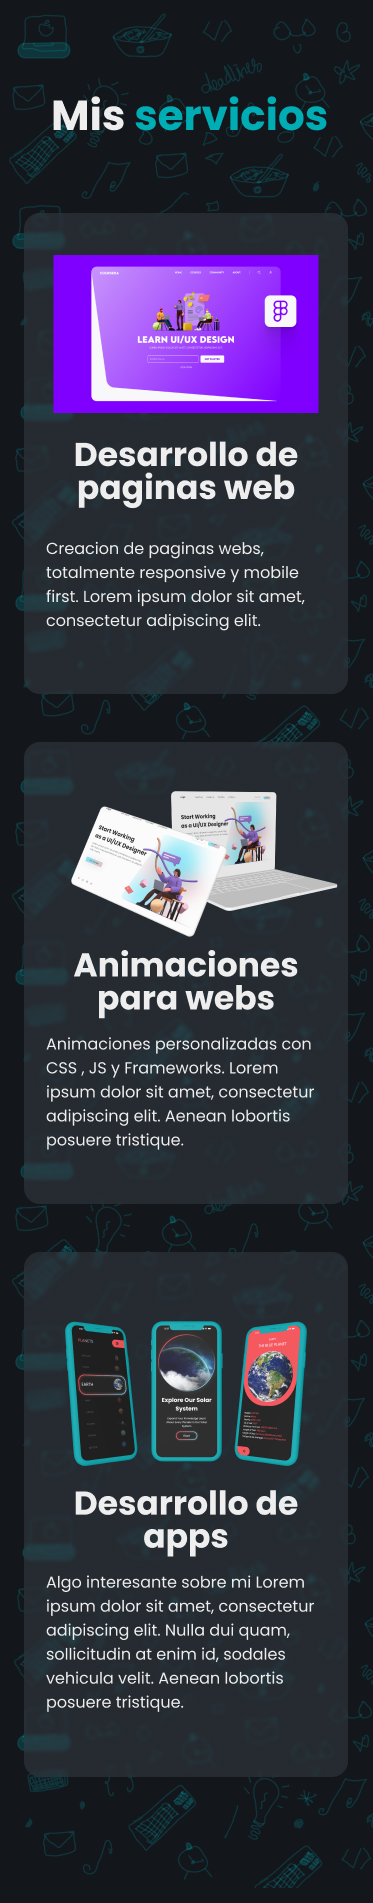 deadlines
Mis servicios
LEARN UI/UX DESIGN
Desarrollo de
paginas web
Creacion de paginas webs,
totalmente responsive y mobile
first. Lorem ipsum dolor sit amet,
consectetur adipiscing elit.
Start Working
as a UI/UX Designer
Start Working
as a UI/UX Designer
Animaciones
para webs
Animaciones personalizadas con
CSS , JS y Frameworks. Lorem
ipsum dolor sit amet, consectetur
adipiscing elit. Aenean lobortis
posuere tristique.
deadlines
PLANETS
EARTH
Explore Our Solar
System
THE BLUE PLANET
Desarrollo de
apps
Algo interesante sobre mi Lorem
ipsum dolor sit amet, consectetur
adipiscing elit. Nulla dui quam,
sollicitudin at enim id, sodales
vehicula velit. Aenean lobortis
posuere tristique.